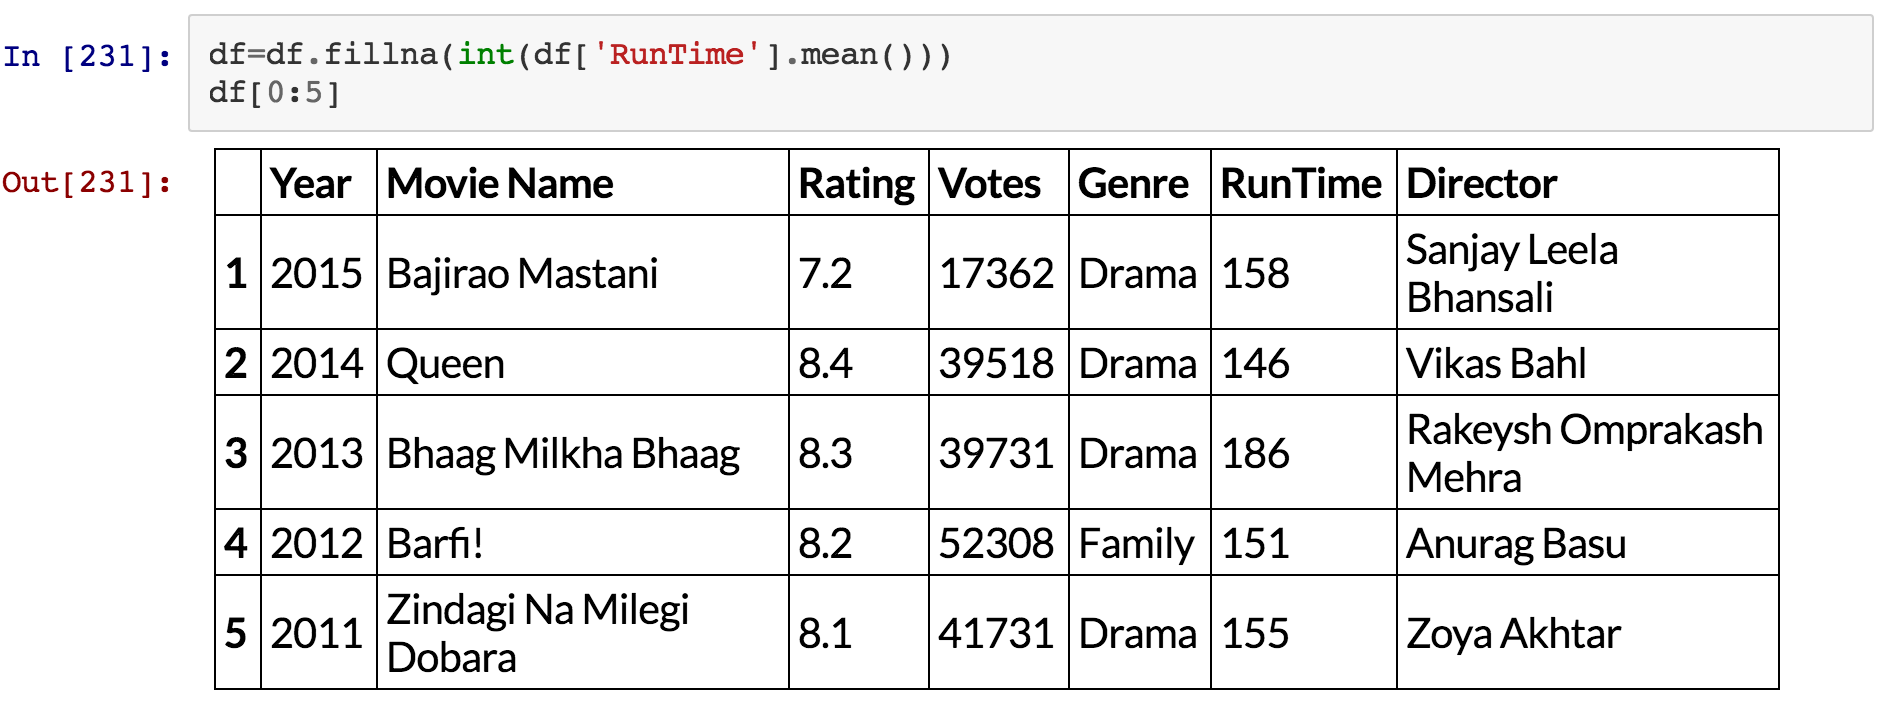 In [231]: df=df.fillna(int(df['RunTime'].mean()))
df[0:5]
Out[231]:
Year Movie Name Rating Votes Genre RunTime Director
1 2015 Bajirao Mastani 7.2 17362 Drama 158 Sanjay Leela Bhansali
2 2014 Queen 8.4 39518 Drama 146 Vikas Bahl
3 2013 Bhaag Milkha Bhaag 8.3 39731 Drama 186 Rakeysh Omprakash Mehra
4 2012 Barfi! 8.2 52308 Family 151 Anurag Basu
5 2011 Zindagi Na Milegi Dobara 8.1 41731 Drama 155 Zoya Akhtar